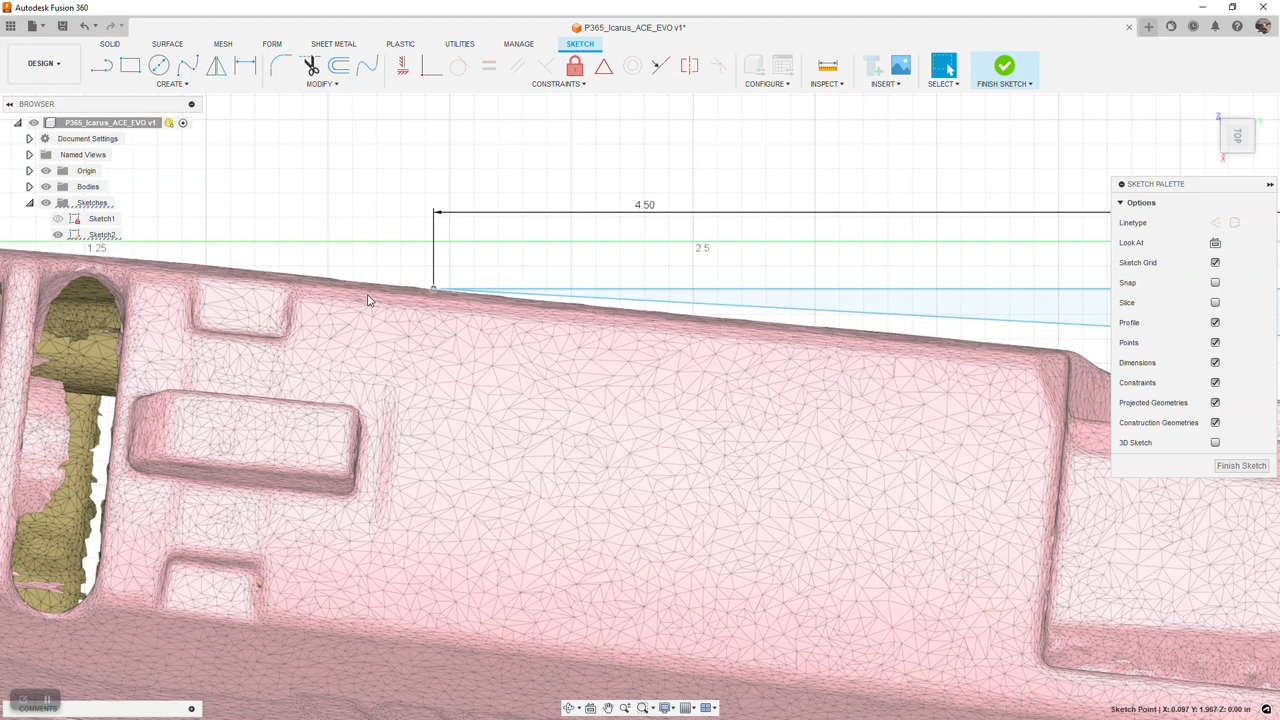 Autodesk Fusion 360
P365_Icarus_ACE_EVO v1*
SOLID SURFACE MESH FORM SHEET METAL PLASTIC UTILITIES MANAGE SKETCH
DESIGN
CREATE MODIFY CONSTRAINTS CONFIGURE INSPECT INSERT SELECT FINISH SKETCH
BROWSER
P365_Icarus_ACE_EVO v1
Document Settings
Named Views
Origin
Bodies
Sketches
Sketch1
Sketch2
1.25
4.50
2.5
Z
Y
TOP
X
SKETCH PALETTE
Options
Linetype
Look At
Sketch Grid
Snap
Slice
Profile
Points
Dimensions
Constraints
Projected Geometries
Construction Geometries
3D Sketch
Finish Sketch
COMMENTS
Sketch Point | X: 0.097 Y: 1.967 Z: 0.00 in